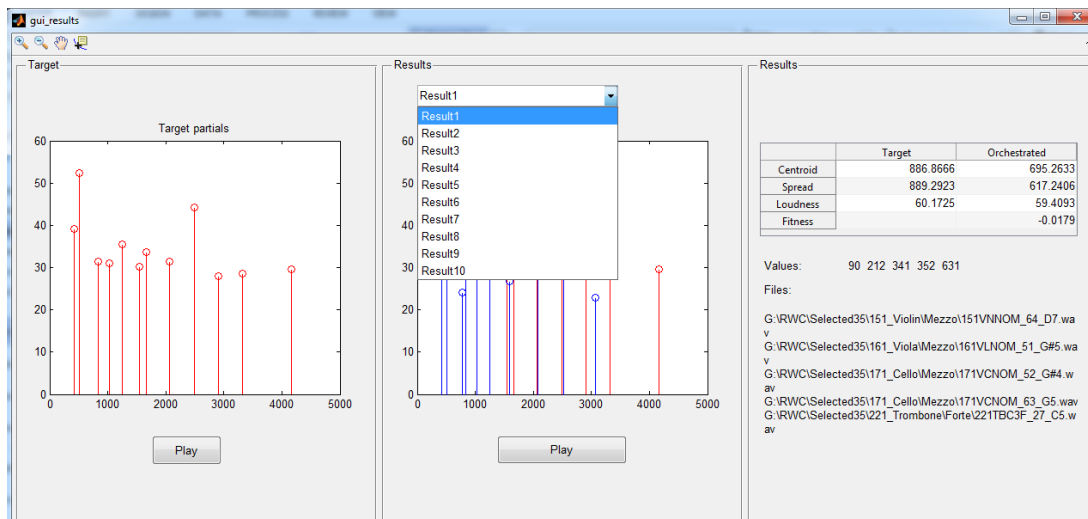 gui_results
Target
Target partials
60
50
40
30
20
10
0
0 1000 2000 3000 4000 5000
Play
Results
Result1
Result1
Result2
Result3
Result4
Result5
Result6
Result7
Result8
Result9
Result10
60
50
40
30
20
10
0
0 1000 2000 3000 4000 5000
Play
Results
Target Orchestrated
Centroid 886.8666 695.2633
Spread 889.2923 617.2406
Loudness 60.1725 59.4093
Fitness -0.0179
Values: 90 212 341 352 631
Files:
G:\RWC\Selected35\151_Violin\Mezzo\151VNNOM_64_D7.wa
v
G:\RWC\Selected35\161_Viola\Mezzo\161VLNOM_51_G#5.wa
v
G:\RWC\Selected35\171_Cello\Mezzo\171VCNOM_52_G#4.w
av
G:\RWC\Selected35\171_Cello\Mezzo\171VCNOM_63_G5.wav
G:\RWC\Selected35\221_Trombone\Forte\221TBC3F_27_C5.w
av